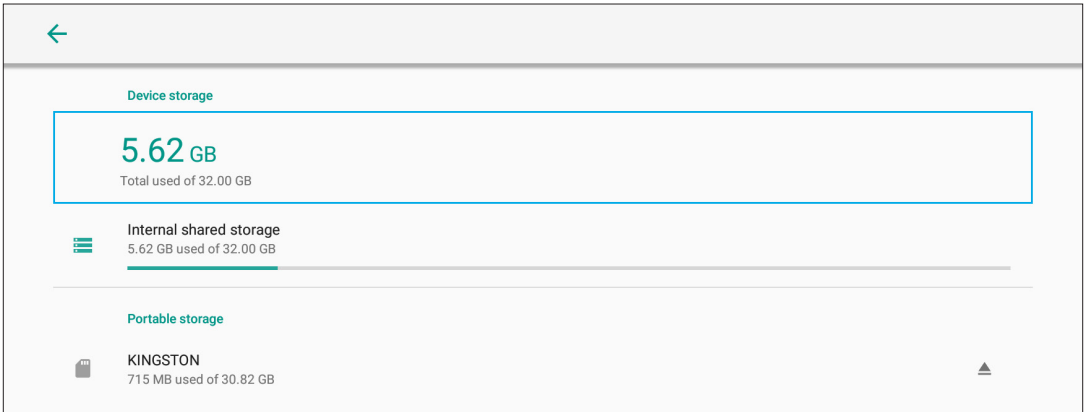 Device storage
5.62 GB
Total used of 32.00 GB
Internal shared storage
5.62 GB used of 32.00 GB
Portable storage
KINGSTON
715 MB used of 30.82 GB